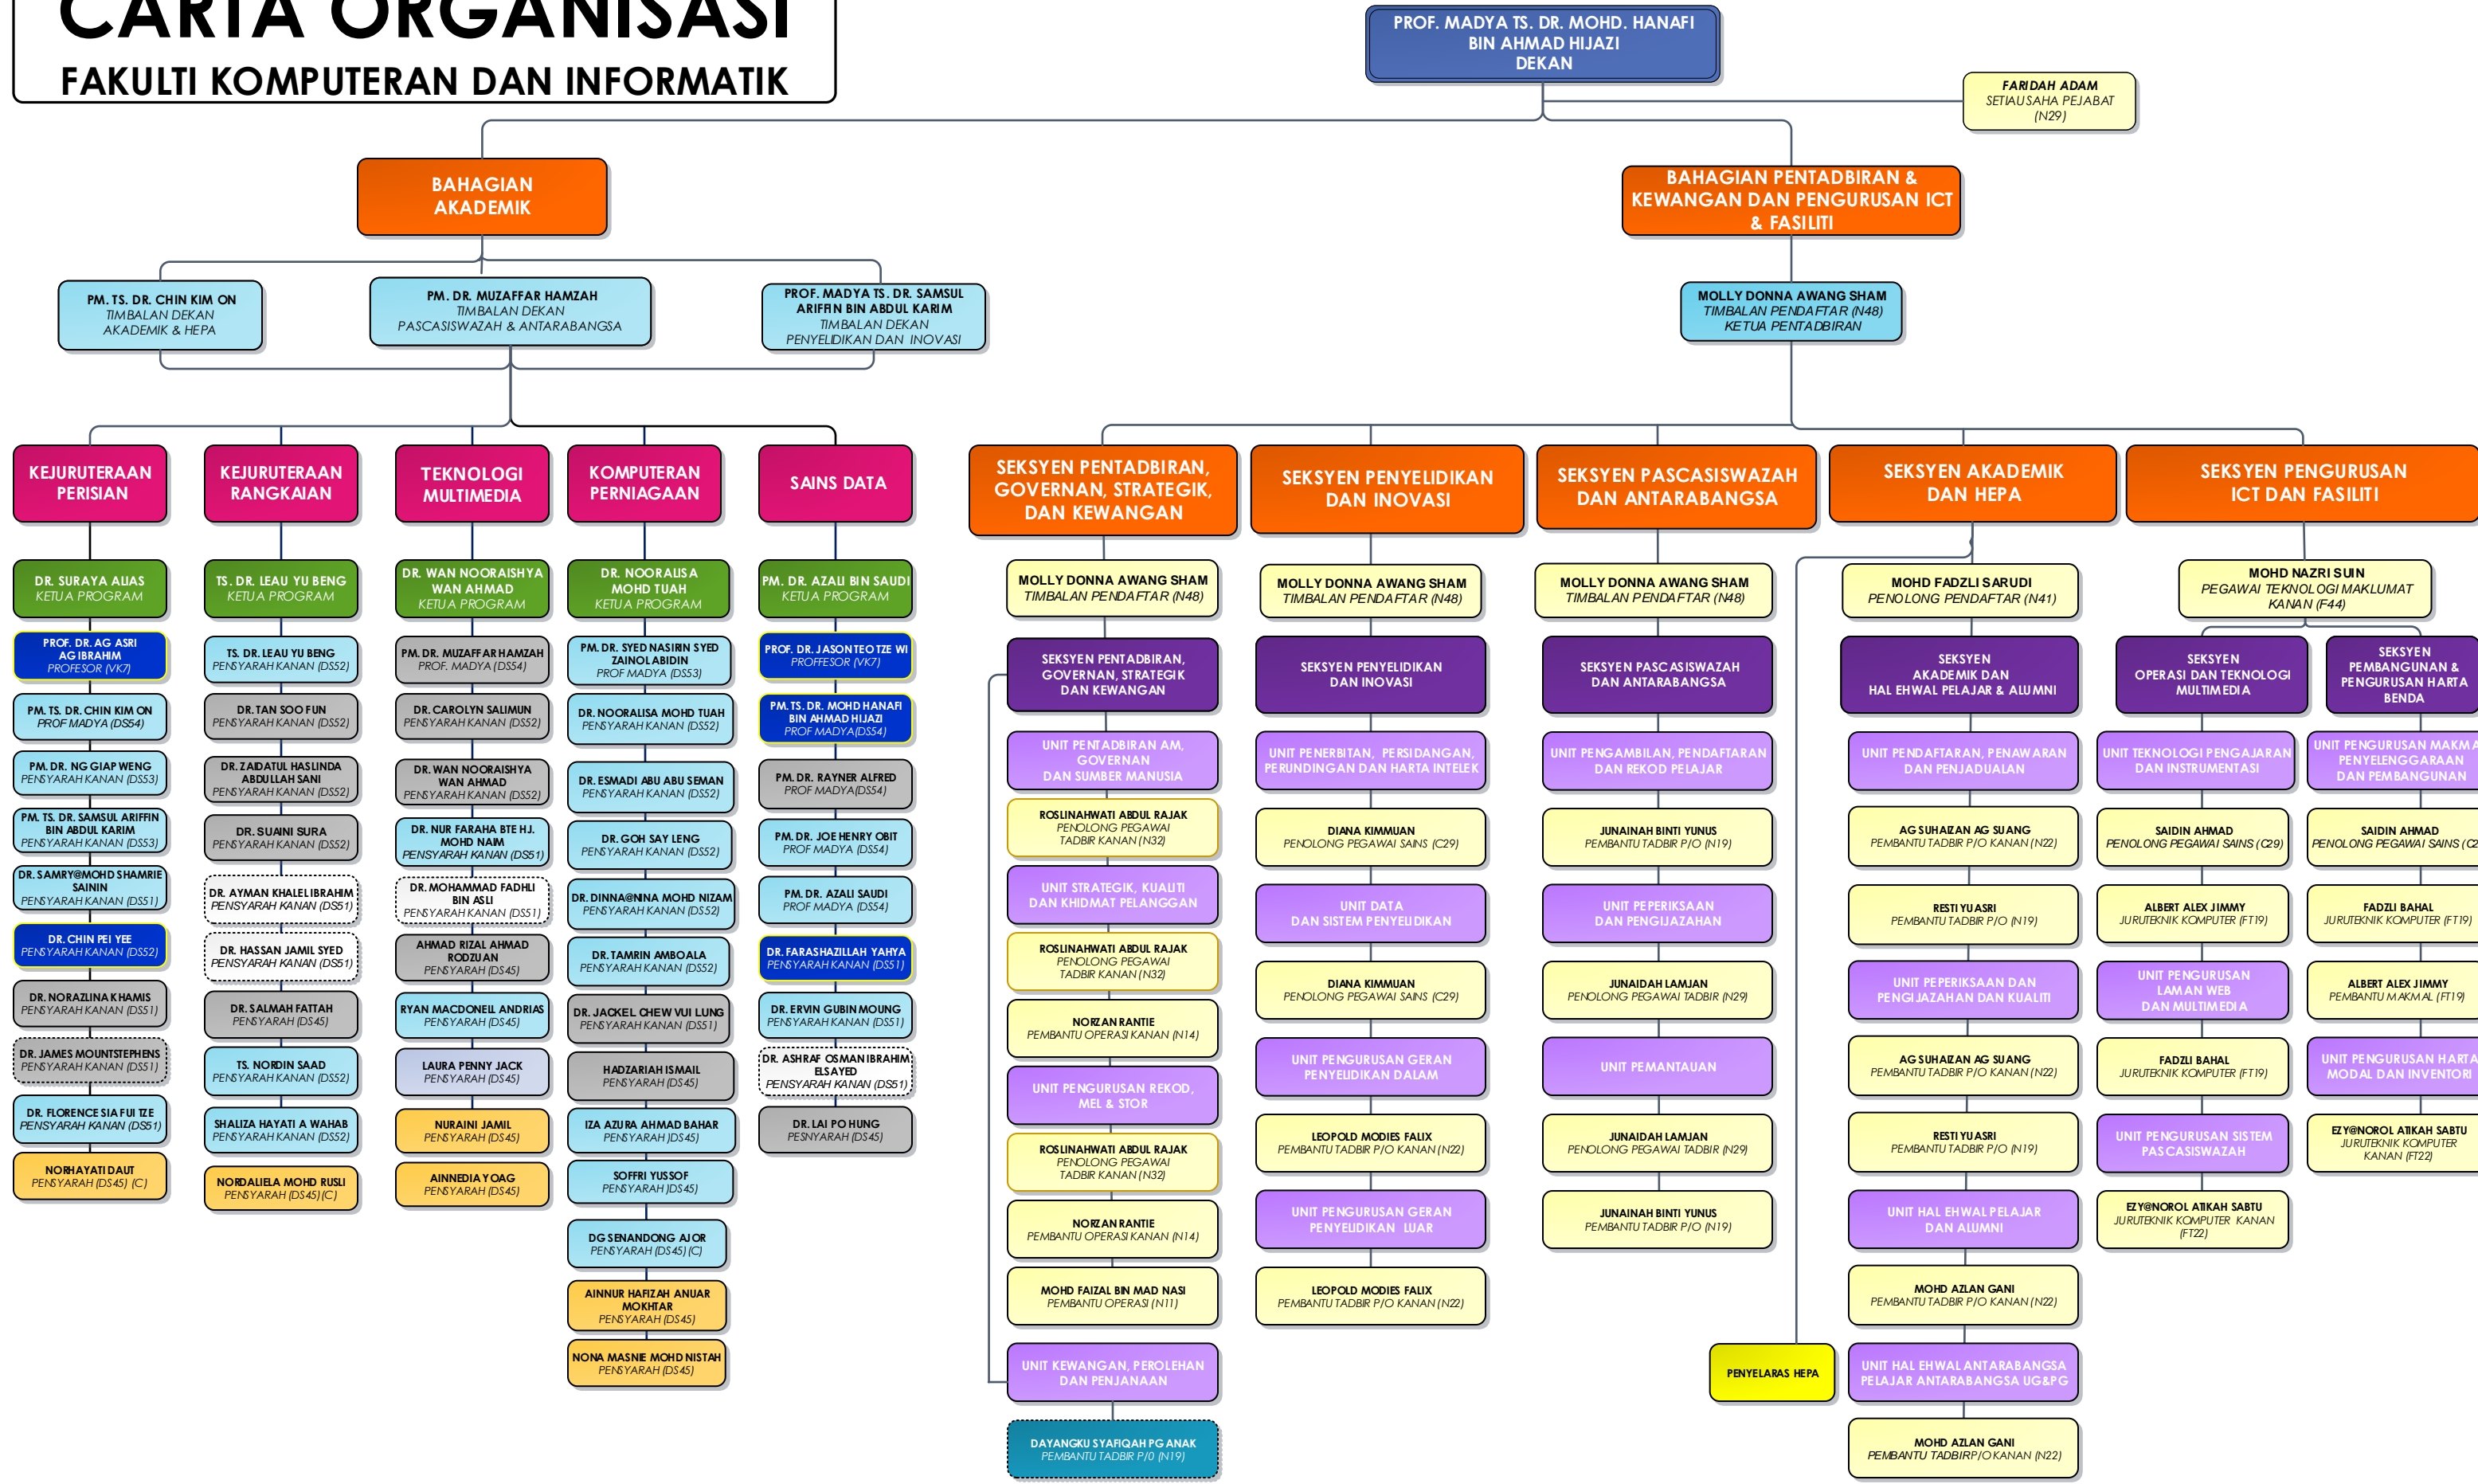 CARTA ORGANISASI
FAKULTI KOMPUTERAN DAN INFORMATIK
PROF. MADYA TS. DR. MOHD. HANAFI
BIN AHMAD HIJAZI
DEKAN
FARIDAH ADAM
SETIAUSAHA PEJABAT
(N29)
BAHAGIAN
AKADEMIK
BAHAGIAN PENTADBIRAN &
KEWANGAN DAN PENGURUSAN ICT
& FASILITI
PM. TS. DR. CHIN KIM ON
TIMBALAN DEKAN
AKADEMIK & HEPA
PM. DR. MUZAFFAR HAMZAH
TIMBALAN DEKAN
PASCASISWAZAH & ANTARABANGSA
PROF. MADYA TS. DR. SAMSUL
ARIFFIN BIN ABDUL KARIM
TIMBALAN DEKAN
PENYELIDIKAN DAN INOVASI
MOLLY DONNA AWANG SHAM
TIMBALAN PENDAFTAR (N48)
KETUA PENTADBIRAN
KEJURUTERAAN
PERISIAN
DR. SURAYA ALIAS
KETUA PROGRAM
PROF. DR. AG ASRI
AG IBRAHIM
PROFESOR (VK7)
PM. TS. DR. CHIN KIM ON
PROF MADYA (DS54)
PM. DR. NG GIAP WENG
PENSYARAH KANAN (DS53)
PM. TS. DR. SAMSUL ARIFFIN
BIN ABDUL KARIM
PENSYARAH KANAN (DS53)
DR. SAMRY@MOHD SHAMRIE
SAININ
PENSYARAH KANAN (DS51)
DR. CHIN PEI YEE
PENSYARAH KANAN (DS52)
DR. NORAZLINA KHAMIS
PENSYARAH KANAN (DS51)
DR. JAMES MOUNTSTEPHENS
PENSYARAH KANAN (DS51)
DR. FLORENCE SIA FUI TZE
PENSYARAH KANAN (DS51)
NORHAYATI DAUT
PENSYARAH (DS45) (C)
KEJURUTERAAN
RANGKAIAN
TS. DR. LEAU YU BENG
KETUA PROGRAM
TS. DR. LEAU YU BENG
PENSYARAH KANAN (DS52)
DR. TAN SOO FUN
PENSYARAH KANAN (DS52)
DR. ZAIDATUL HASLINDA
ABDULLAH SANI
PENSYARAH KANAN (DS52)
DR. SUAINI SURA
PENSYARAH KANAN (DS52)
DR. AYMAN KHALEL IBRAHIM
PENSYARAH KANAN (DS51)
DR. HASSAN JAMIL SYED
PENSYARAH KANAN (DS51)
DR. SALMAH FATTAH
PENSYARAH (DS45)
TS. NORDIN SAAD
PENSYARAH KANAN (DS52)
SHALIZA HAYATI A WAHAB
PENSYARAH KANAN (DS52)
NORDALIELA MOHD RUSLI
PENSYARAH (DS45)(C)
TEKNOLOGI
MULTIMEDIA
DR. WAN NOORAISHYA
WAN AHMAD
KETUA PROGRAM
PM. DR. MUZAFFAR HAMZAH
PROF. MADYA (DS54)
DR. CAROLYN SALIMUN
PENSYARAH KANAN (DS52)
DR. WAN NOORAISHYA
WAN AHMAD
PENSYARAH KANAN (DS52)
DR. NUR FARAHA BTE HJ.
MOHD NAIM
PENSYARAH KANAN (DS51)
DR. MOHAMMAD FADHLI
BIN ASLI
PENSYARAH KANAN (DS51)
AHMAD RIZAL AHMAD
RODZUAN
PENSYARAH (DS45)
RYAN MACDONELL ANDRIAS
PENSYARAH (DS45)
LAURA PENNY JACK
PENSYARAH (DS45)
NURAINI JAMIL
PENSYARAH (DS45)
AINNEDIA YOAG
PENSYARAH (DS45)
KOMPUTERAN
PERNIAGAAN
DR. NOORALISA
MOHD TUAH
KETUA PROGRAM
PM. DR. SYED NASIRIN SYED
ZAINOLABIDIN
PROF MADYA (DS53)
DR. NOORALISA MOHD TUAH
PENSYARAH KANAN (DS52)
DR. ESMADI ABU ABU SEMAN
PENSYARAH KANAN (DS52)
DR. GOH SAY LENG
PENSYARAH KANAN (DS52)
DR. DINNA@NINA MOHD NIZAM
PENSYARAH KANAN (DS52)
DR. TAMRIN AMBOALA
PENSYARAH KANAN (DS52)
DR. JACKEL CHEW VUI LUNG
PENSYARAH KANAN (DS51)
HADZARIAH ISMAIL
PENSYARAH (DS45)
IZA AZURA AHMAD BAHAR
PENSYARAH )DS45)
SOFFRI YUSSOF
PENSYARAH )DS45)
DG SENANDONG AJOR
PENSYARAH (DS45)(C)
AINNUR HAFIZAH ANUAR
MOKHTAR
PENSYARAH (DS45)
NONA MASNIE MOHD NISTAH
PENSYARAH (DS45)
SAINS DATA
PM. DR. AZALI BIN SAUDI
KETUA PROGRAM
PROF. DR. JASON TEO TZE WI
PROFFESOR (VK7)
PM. TS. DR. MOHD HANAFI
BIN AHMAD HIJAZI
PROF MADYA(DS54)
PM. DR. RAYNER ALFRED
PROF MADYA(DS54)
PM. DR. JOE HENRY OBIT
PROF MADYA (DS54)
PM. DR. AZALI SAUDI
PROF MADYA (DS54)
DR. FARASHAZILLAH YAHYA
PENSYARAH KANAN (DS51)
DR. ERVIN GUBIN MOUNG
PENSYARAH KANAN (DS51)
DR. ASHRAF OSMAN IBRAHIM
ELSAYED
PENSYARAH KANAN (DS51)
DR. LAI PO HUNG
PESNYARAH (DS45)
SEKSYEN PENTADBIRAN,
GOVERNAN, STRATEGIK,
DAN KEWANGAN
MOLLY DONNA AWANG SHAM
TIMBALAN PENDAFTAR (N48)
SEKSYEN PENTADBIRAN,
GOVERNAN, STRATEGIK
DAN KEWANGAN
UNIT PENTADBIRAN AM,
GOVERNAN
DAN SUMBER MANUSIA
ROSLINAHWATI ABDUL RAJAK
PENOLONG PEGAWAI
TADBIR KANAN (N32)
UNIT STRATEGIK, KUALITI
DAN KHIDMAT PELANGGAN
ROSLINAHWATI ABDUL RAJAK
PENOLONG PEGAWAI
TADBIR KANAN (N32)
NORZAN RANTIE
PEMBANTU OPERASI KANAN (N14)
UNIT PENGURUSAN REKOD,
MEL & STOR
ROSLINAHWATI ABDUL RAJAK
PENOLONG PEGAWAI
TADBIR KANAN (N32)
NORZAN RANTIE
PEMBANTU OPERASI KANAN (N14)
MOHD FAIZAL BIN MAD NASI
PEMBANTU OPERASI (N11)
UNIT KEWANGAN, PEROLEHAN
DAN PENJANAAN
DAYANGKU SYAFIQAH PG ANAK
PEMBANTU TADBIR P/0 (N19)
SEKSYEN PENYELIDIKAN
DAN INOVASI
MOLLY DONNA AWANG SHAM
TIMBALAN PENDAFTAR (N48)
SEKSYEN PENYELIDIKAN
DAN INOVASI
UNIT PENERBITAN, PERSIDANGAN,
PERUNDINGAN DAN HARTA INTELEK
DIANA KIMMUAN
PENOLONG PEGAWAI SAINS (C29)
UNIT DATA
DAN SISTEM PENYELIDIKAN
DIANA KIMMUAN
PENOLONG PEGAWAI SAINS (C29)
UNIT PENGURUSAN GERAN
PENYELIDIKAN DALAM
LEOPOLD MODIES FALIX
PEMBANTU TADBIR P/O KANAN (N22)
UNIT PENGURUSAN GERAN
PENYELIDIKAN LUAR
LEOPOLD MODIES FALIX
PEMBANTU TADBIR P/O KANAN (N22)
SEKSYEN PASCASISWAZAH
DAN ANTARABANGSA
MOLLY DONNA AWANG SHAM
TIMBALAN PENDAFTAR (N48)
SEKSYEN PASCASISWAZAH
DAN ANTARABANGSA
UNIT PENGAMBILAN, PENDAFTARAN
DAN REKOD PELAJAR
JUNAINAH BINTI YUNUS
PEMBANTU TADBIR P/O (N19)
UNIT PEPERIKSAAN
DAN PENGIJAZAHAN
JUNAIDAH LAMJAN
PENOLONG PEGAWAI TADBIR (N29)
UNIT PEMANTAUAN
JUNAIDAH LAMJAN
PENOLONG PEGAWAI TADBIR (N29)
JUNAINAH BINTI YUNUS
PEMBANTU TADBIR P/O (N19)
SEKSYEN AKADEMIK
DAN HEPA
MOHD FADZLI SARUDI
PENOLONG PENDAFTAR (N41)
SEKSYEN
AKADEMIK DAN
HAL EHWAL PELAJAR & ALUMNI
UNIT PENDAFTARAN, PENAWARAN
DAN PENJADUALAN
AG SUHAIZAN AG SUANG
PEMBANTU TADBIR P/O KANAN (N22)
RESTI YUASRI
PEMBANTU TADBIR P/O (N19)
UNIT PEPERIKSAAN DAN
PENGIJAZAHAN DAN KUALITI
AG SUHAIZAN AG SUANG
PEMBANTU TADBIR P/O KANAN (N22)
RESTI YUASRI
PEMBANTU TADBIR P/O (N19)
UNIT HAL EHWAL PELAJAR
DAN ALUMNI
MOHD AZLAN GANI
PEMBANTU TADBIR P/O KANAN (N22)
PENYELARAS HEPA
UNIT HAL EHWAL ANTARABANGSA
PELAJAR ANTARABANGSA UG&PG
MOHD AZLAN GANI
PEMBANTU TADBIR P/O KANAN (N22)
SEKSYEN PENGURUSAN
ICT DAN FASILITI
MOHD NAZRI SUIN
PEGAWAI TEKNOLOGI MAKLUMAT
KANAN (F44)
SEKSYEN
OPERASI DAN TEKNOLOGI
MULTIMEDIA
UNIT TEKNOLOGI PENGAJARAN
DAN INSTRUMENTASI
SAIDIN AHMAD
PENOLONG PEGAWAI SAINS (C29)
ALBERT ALEX JIMMY
JURUTEKNIK KOMPUTER (FT19)
UNIT PENGURUSAN
LAMAN WEB
DAN MULTIMEDIA
FADZLI BAHAL
JURUTEKNIK KOMPUTER (FT19)
UNIT PENGURUSAN SISTEM
PASCASISWAZAH
EZY@NOROL ATIKAH SABTU
JURUTEKNIK KOMPUTER KANAN
(FT22)
SEKSYEN
PEMBANGUNAN &
PENGURUSAN HARTA
BENDA
UNIT PENGURUSAN MAKMA
PENYELENGGARAAN
DAN PEMBANGUNAN
SAIDIN AHMAD
PENOLONG PEGAWAI SAINS (C2
FADZLI BAHAL
JURUTEKNIK KOMPUTER (FT19)
ALBERT ALEX JIMMY
PEMBANTU MAKMAL (FT19)
UNIT PENGURUSAN HARTA
MODAL DAN INVENTORI
EZY@NOROL ATIKAH SABTU
JURUTEKNIK KOMPUTER
KANAN (FT22)